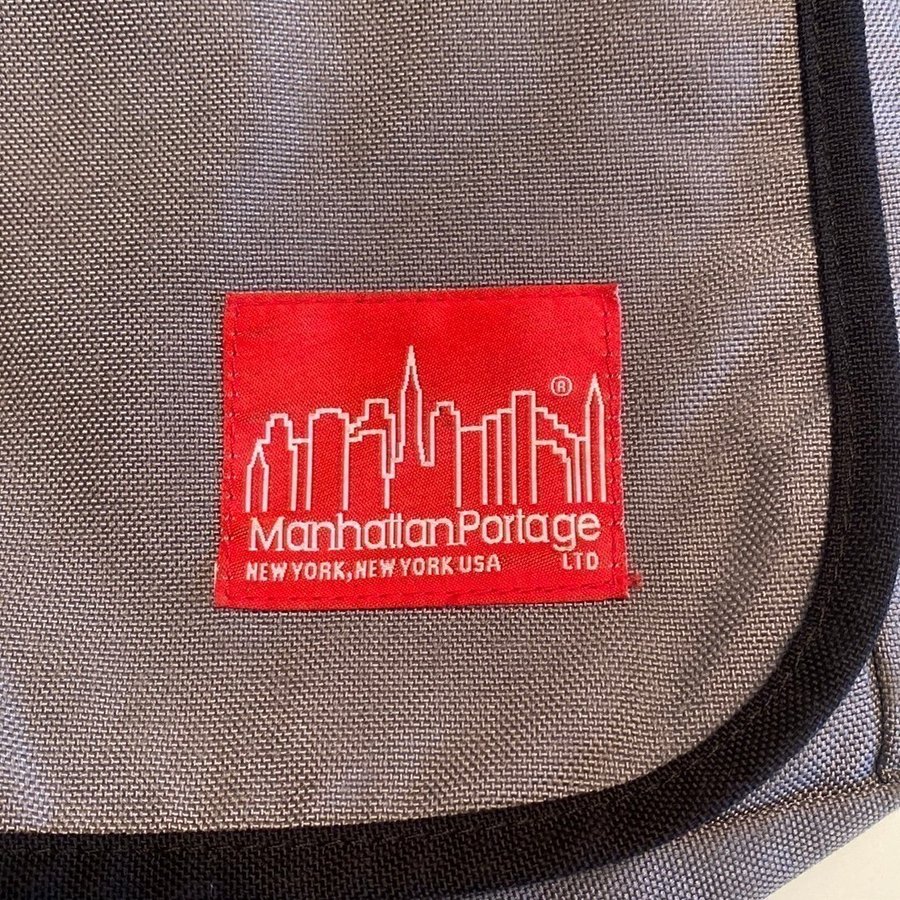 ®
ManhattanPortage
NEW YORK, NEW YORK USA LTD